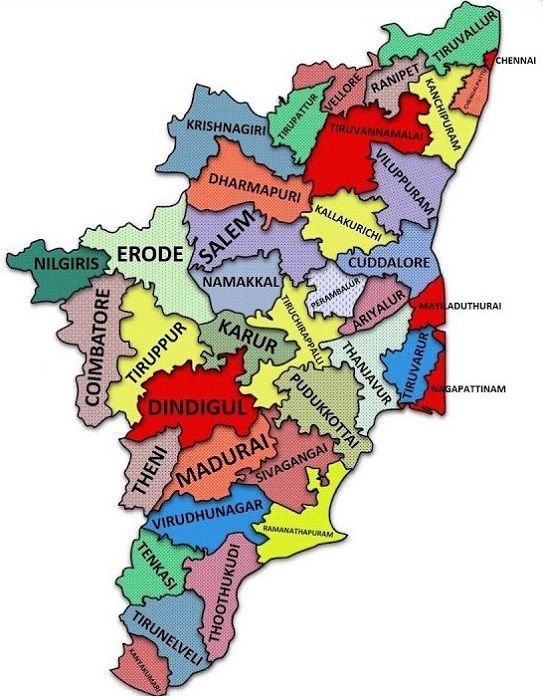 TIRUVALLUR
CHENNAI
VELLORE
RANIPET
KANCHIPURAM
TIRUPATTUR
KRISHNAGIRI
TIRUVANNAMALAI
DHARMAPURI
VILUPPURAM
KALLAKURICHI
SALEM
ERODE
NILGIRIS
CUDDALORE
NAMAKKAL
PERAMBALUR
ARIYALUR
MAYILADUTHURAI
COIMBATORE
TIRUPPUR
KARUR
TIRUCHIRAPPALLI
THANJAVUR
TIRUVARUR
NAGAPATTINAM
DINDIGUL
PUDUKKOTTAI
THENI
MADURAI
SIVAGANGAI
VIRUDHUNAGAR
RAMANATHAPURAM
TENKASI
THOOTHUKUDI
TIRUNELVELI
KANYAKUMARI